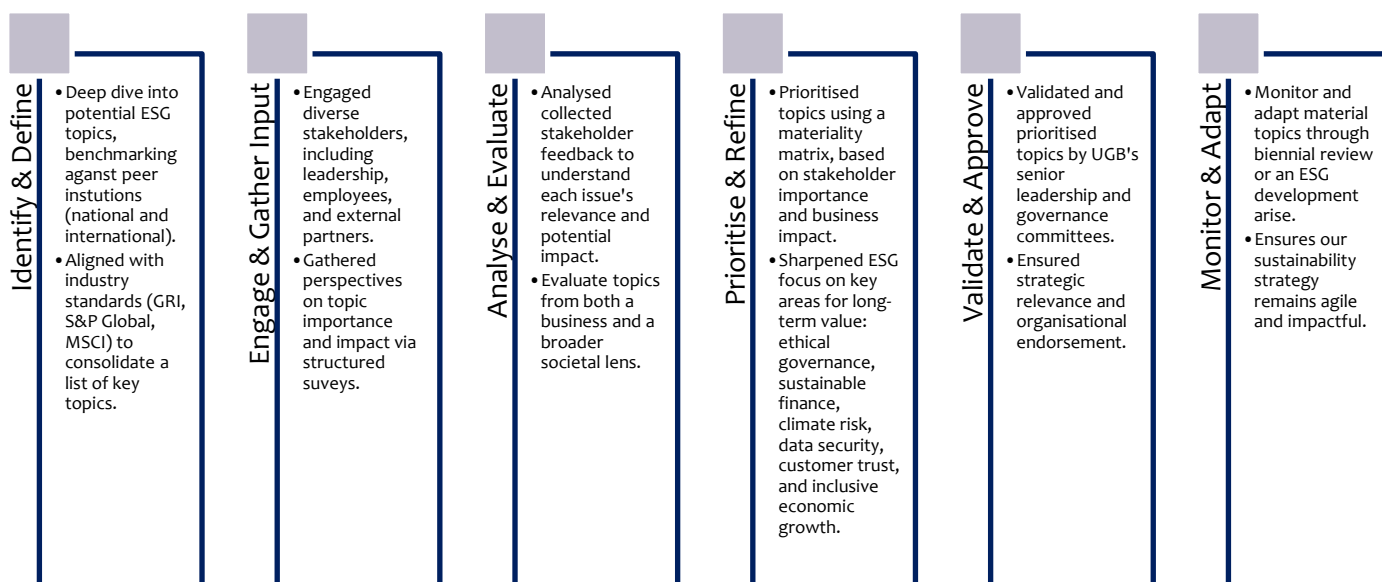 Identify & Define
•Deep dive into
potential ESG
topics,
benchmarking
aganst peer
instutions
(national and
international).
•Aligned with
industry
standards (GRI,
S&P Global,
MSCI) to
consolidate a
list of key
topics.
Engage & Gather Input
•Engaged
diverse
stakeholders,
including
leadership,
employees,
and external
partners.
•Gathered
perspectives
on topic
importance
and impact via
structured
suveys.
Analyse & Evaluate
•Analysed
collected
stakeholder
feedback to
understand
each issue's
relevance and
potential
impact.
•Evaluate topics
from both a
business and a
broader
societal lens.
Prioritise & Refine
•Prioritised
topics using a
materiality
matrix, based
on stakeholder
importance
and business
impact.
•Sharpened ESG
focus on key
areas for long-
term value:
ethical
governance,
sustainable
finance,
climate risk,
data security,
customer trust,
and inclusive
economic
growth.
Validate & Approve
•Validated and
approved
prioritised
topics by UGB's
senior
leadership and
governance
committees.
•Ensured
strategic
relevance and
organisational
endorsement.
Monitor & Adapt
•Monitor and
adapt material
topics through
biennial review
or an ESG
development
arise.
•Ensures our
sustainability
strategy
remains agile
and impactful.